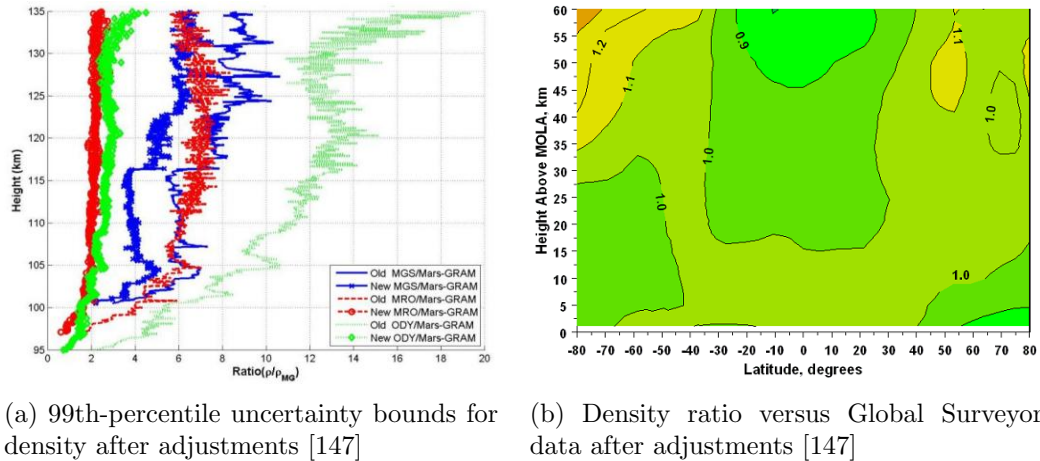 135
130
125
120
115
110
105
100
95
Height (km)
0 2 4 6 8 10 12 14 16 18 20
Ratio(ρ/ρMG)
Old MGS/Mars-GRAM
New MGS/Mars-GRAM
Old MRO/Mars-GRAM
New MRO/Mars-GRAM
Old ODY/Mars-GRAM
New ODY/Mars-GRAM
(a) 99th-percentile uncertainty bounds for
density after adjustments [147]
60
55
50
45
40
35
30
25
20
15
10
5
0
Height Above MOLA, km
1.2
1.1
0.9
1.1
1.0
1.0
1.0
1.0
-80 -70 -60 -50 -40 -30 -20 -10 0 10 20 30 40 50 60 70 80
Latitude, degrees
(b) Density ratio versus Global Surveyor
data after adjustments [147]